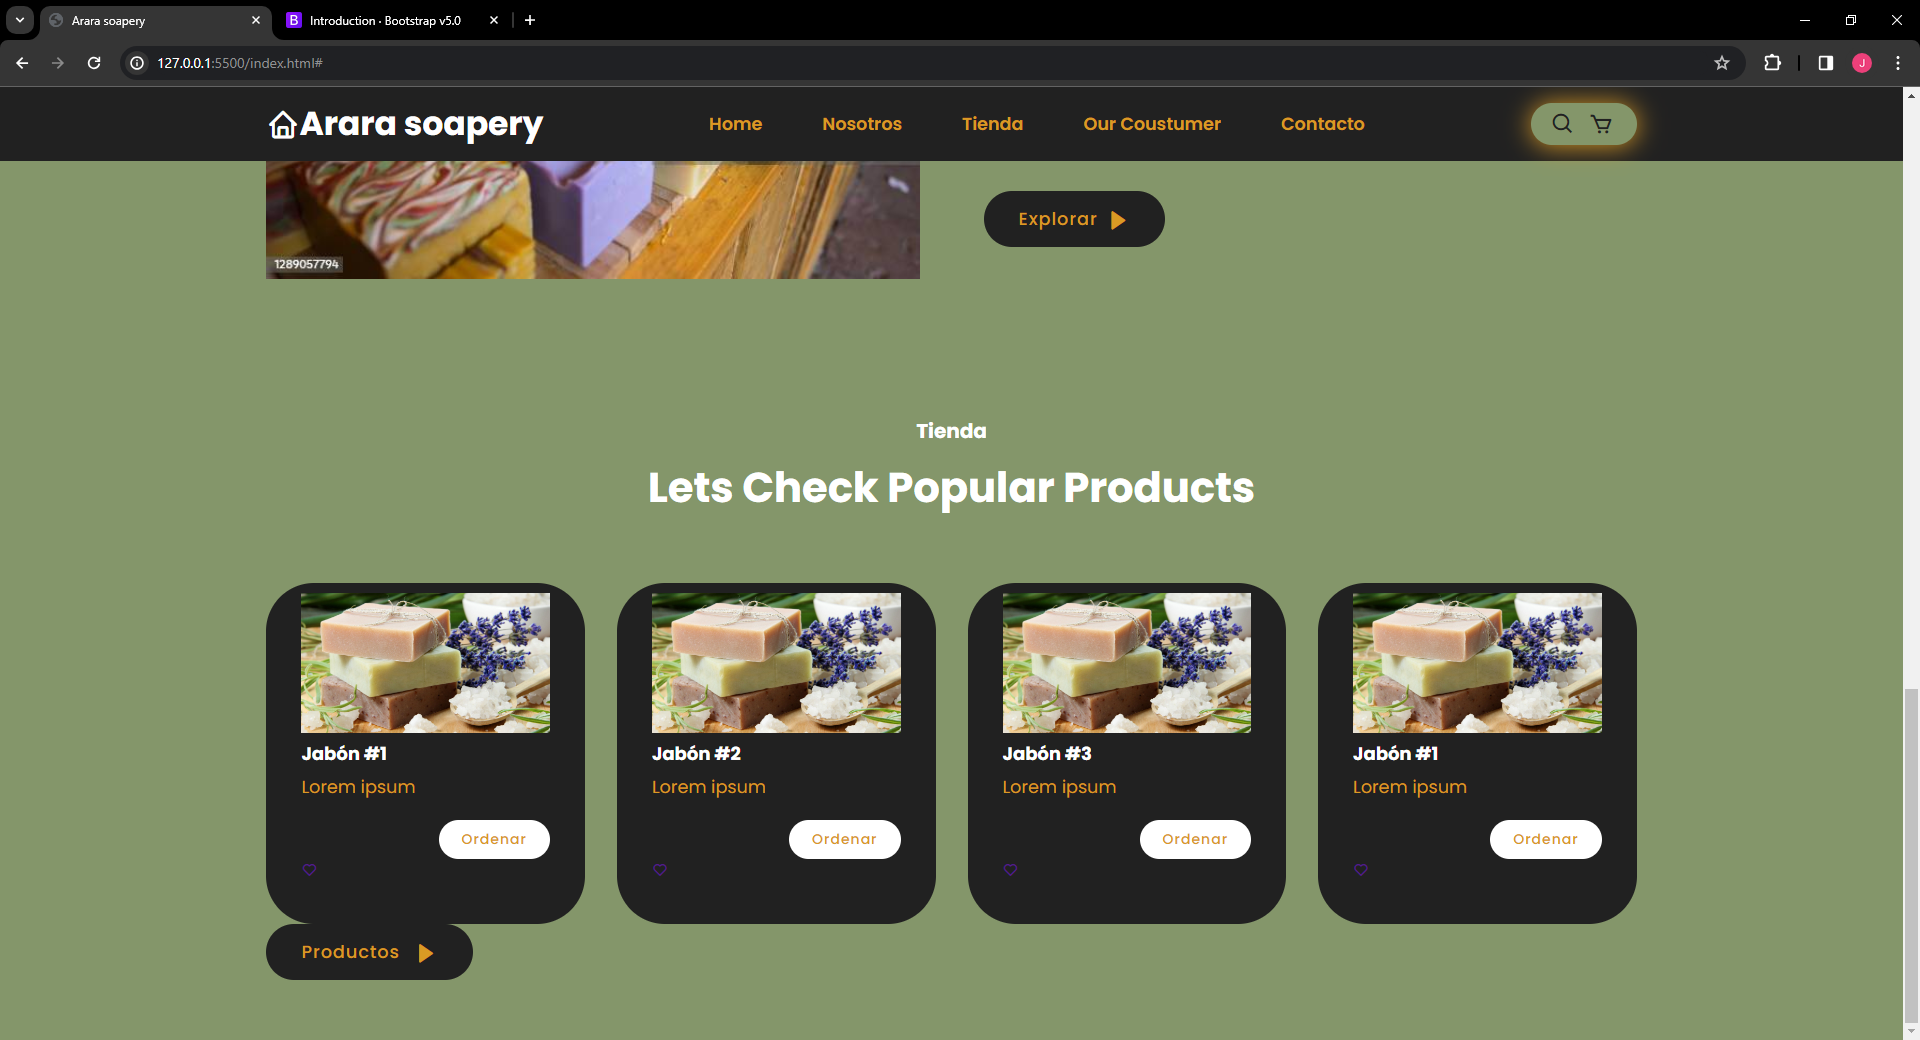 Arara soapery
Introduction · Bootstrap v5.0
127.0.0.1:5500/index.html#
J
Arara soapery
Home
Nosotros
Tienda
Our Coustumer
Contacto
Explorar
1289057794
Tienda
Lets Check Popular Products
Jabón #1
Lorem ipsum
Ordenar
Jabón #2
Lorem ipsum
Ordenar
Jabón #3
Lorem ipsum
Ordenar
Jabón #1
Lorem ipsum
Ordenar
Productos